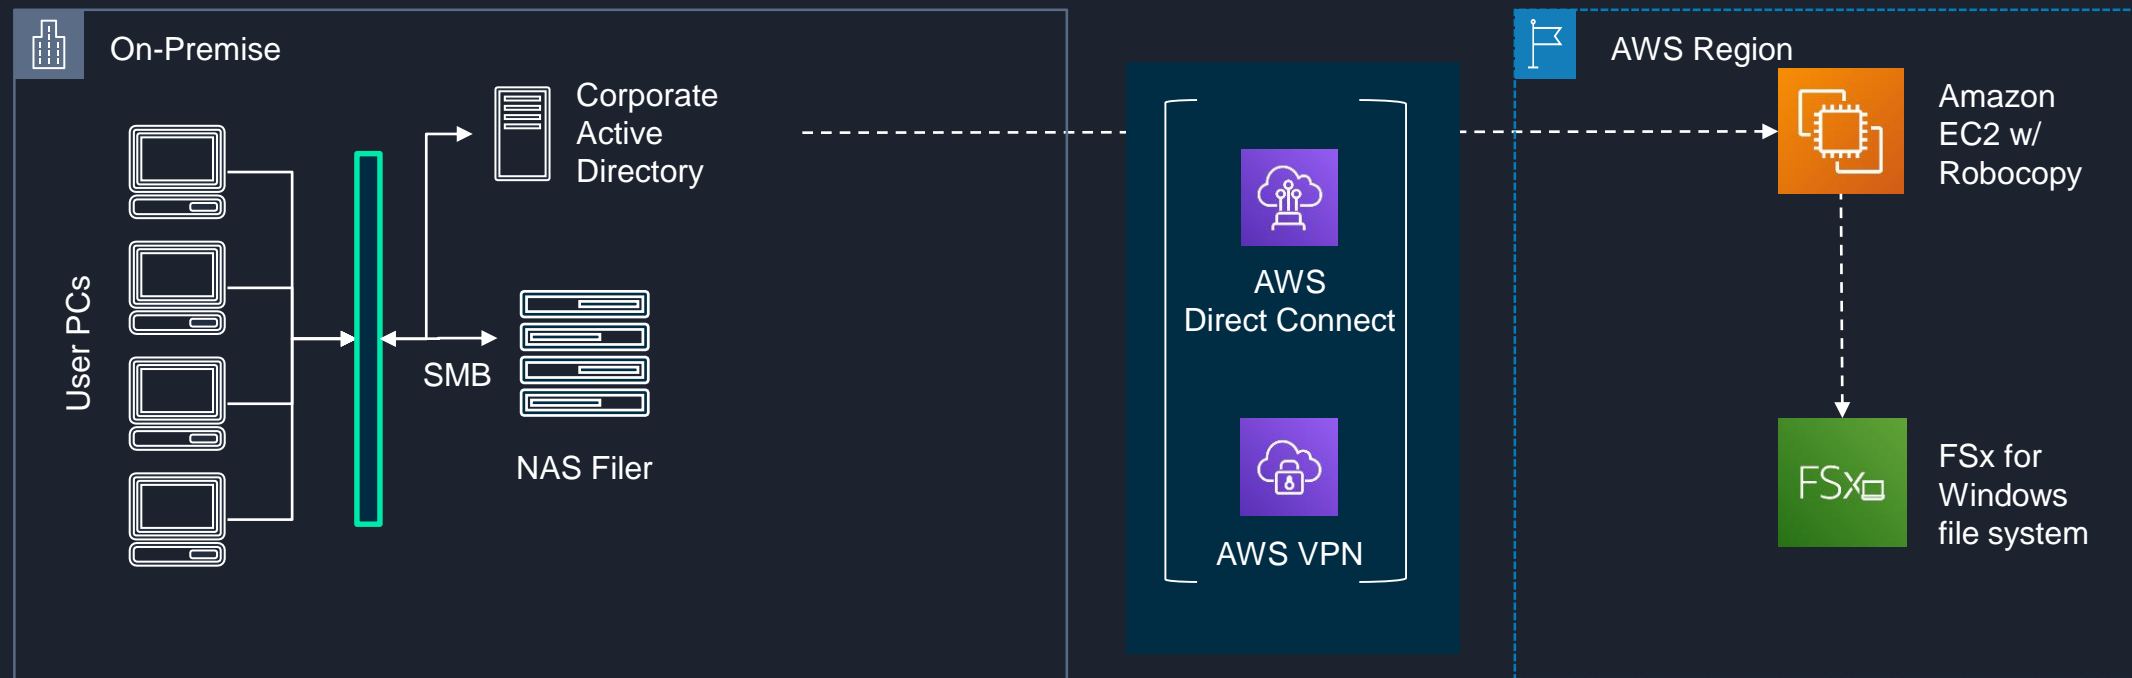 On-Premise
User PCs
Corporate
Active
Directory
SMB
NAS Filer
AWS
Direct Connect
AWS VPN
AWS Region
Amazon
EC2 w/
Robocopy
FSx
FSx for
Windows
file system